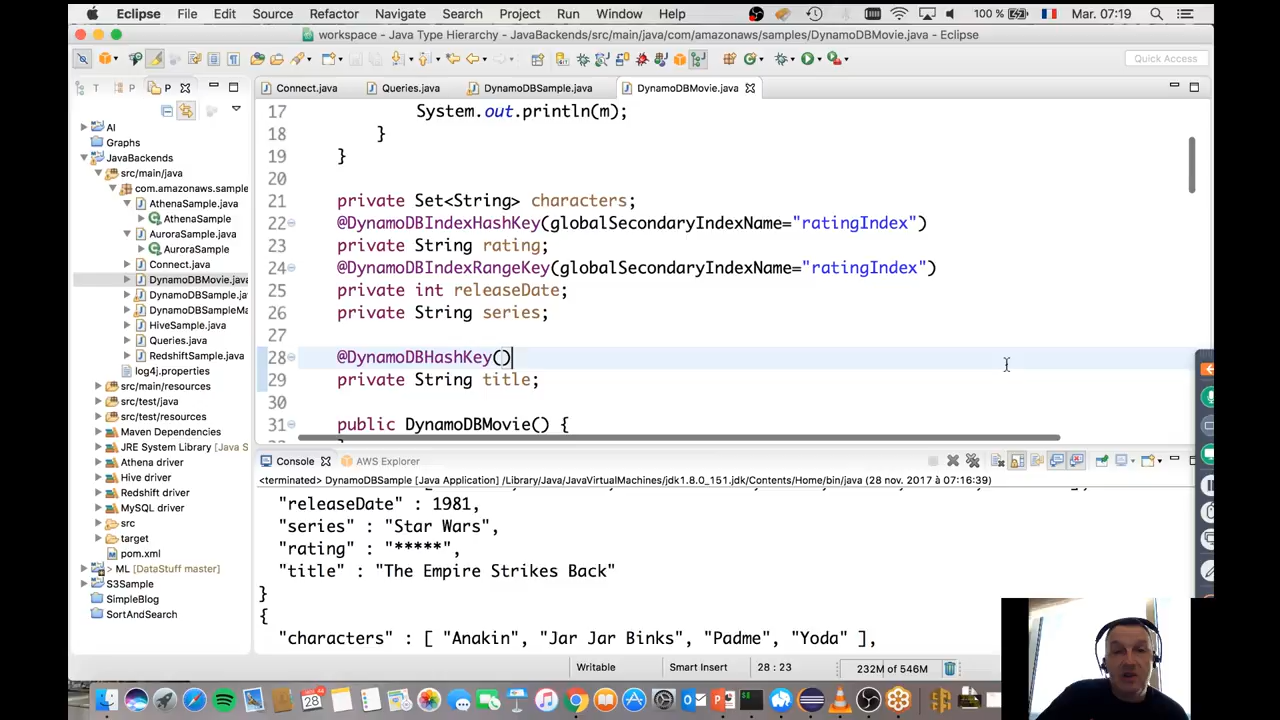 Eclipse File Edit Source Refactor Navigate Search Project Run Window Help 100 % Mar. 07:19
workspace - Java Type Hierarchy - JavaBackends/src/main/java/com/amazonaws/samples/DynamoDBMovie.java - Eclipse
Quick Access
T P P
Connect.java Queries.java DynamoDBSample.java DynamoDBMovie.java
AI
Graphs
JavaBackends
src/main/java
com.amazonaws.sample
AthenaSample.java
AthenaSample
AuroraSample.java
AuroraSample
Connect.java
DynamoDBMovie.java
DynamoDBSample.ja
DynamoDBSampleMa
HiveSample.java
Queries.java
RedshiftSample.java
log4j.properties
src/main/resources
src/test/java
src/test/resources
Maven Dependencies
JRE System Library [Java S
Athena driver
Hive driver
Redshift driver
MySQL driver
src
target
pom.xml
> ML [DataStuff master]
S3Sample
SimpleBlog
SortAndSearch
17 System.out.println(m);
18 }
19 }
20
21 private Set<String> characters;
22 @DynamoDBIndexHashKey(globalSecondaryIndexName="ratingIndex")
23 private String rating;
24 @DynamoDBIndexRangeKey(globalSecondaryIndexName="ratingIndex")
25 private int releaseDate;
26 private String series;
27
28 @DynamoDBHashKey()
29 private String title;
30
31 public DynamoDBMovie() {
Console AWS Explorer
<terminated> DynamoDBSample [Java Application] /Library/Java/JavaVirtualMachines/jdk1.8.0_151.jdk/Contents/Home/bin/java (28 nov. 2017 à 07:16:39)
"releaseDate" : 1981,
"series" : "Star Wars",
"rating" : "*****",
"title" : "The Empire Strikes Back"
}
{
"characters" : [ "Anakin", "Jar Jar Binks", "Padme", "Yoda" ],
Writable Smart Insert 28 : 23 232M of 546M
28